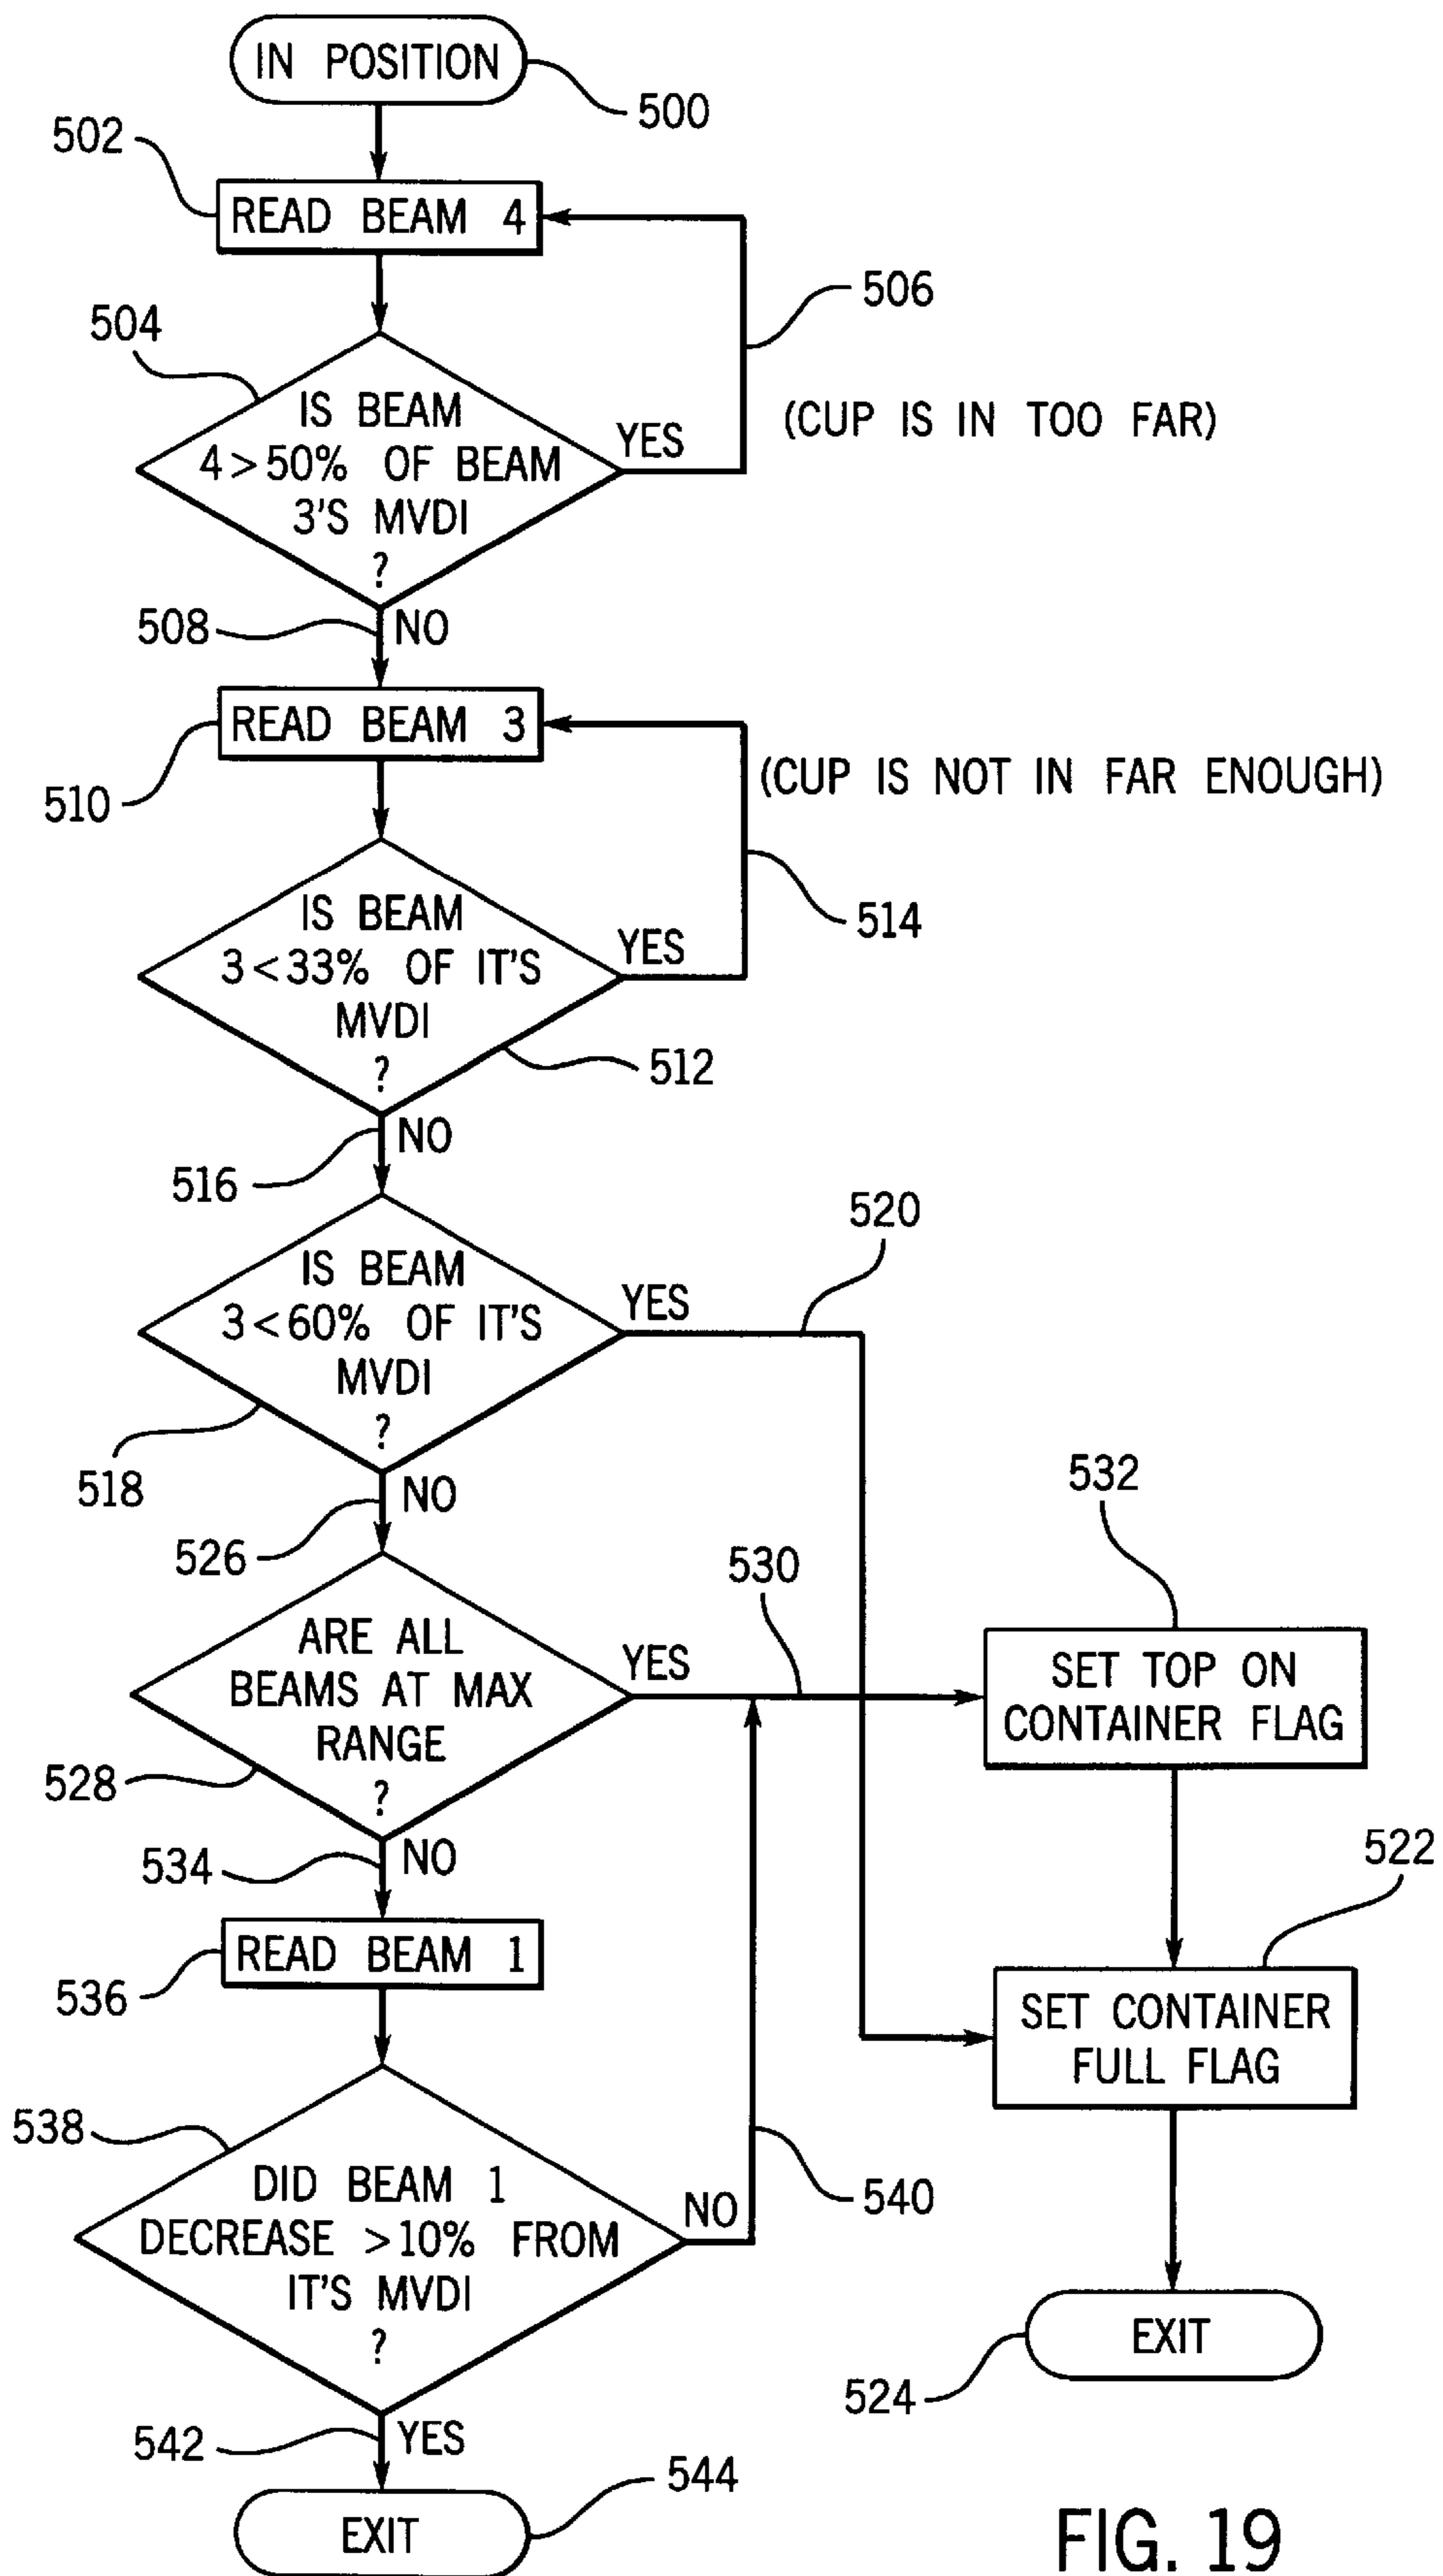 IN POSITION
500
502
READ BEAM 4
506
504
IS BEAM
4>50% OF BEAM
3'S MVDI
?
YES
(CUP IS IN TOO FAR)
508
NO
READ BEAM 3
510
(CUP IS NOT IN FAR ENOUGH)
IS BEAM
3<33% OF IT'S
MVDI
?
YES
514
512
NO
516
520
IS BEAM
3<60% OF IT'S
MVDI
?
YES
518
NO
526
532
530
ARE ALL
BEAMS AT MAX
RANGE
?
YES
SET TOP ON
CONTAINER FLAG
528
NO
534
522
READ BEAM 1
536
SET CONTAINER
FULL FLAG
538
DID BEAM 1
DECREASE >10% FROM
IT'S MVDI
?
NO
540
EXIT
524
542
YES
544
EXIT
FIG. 19